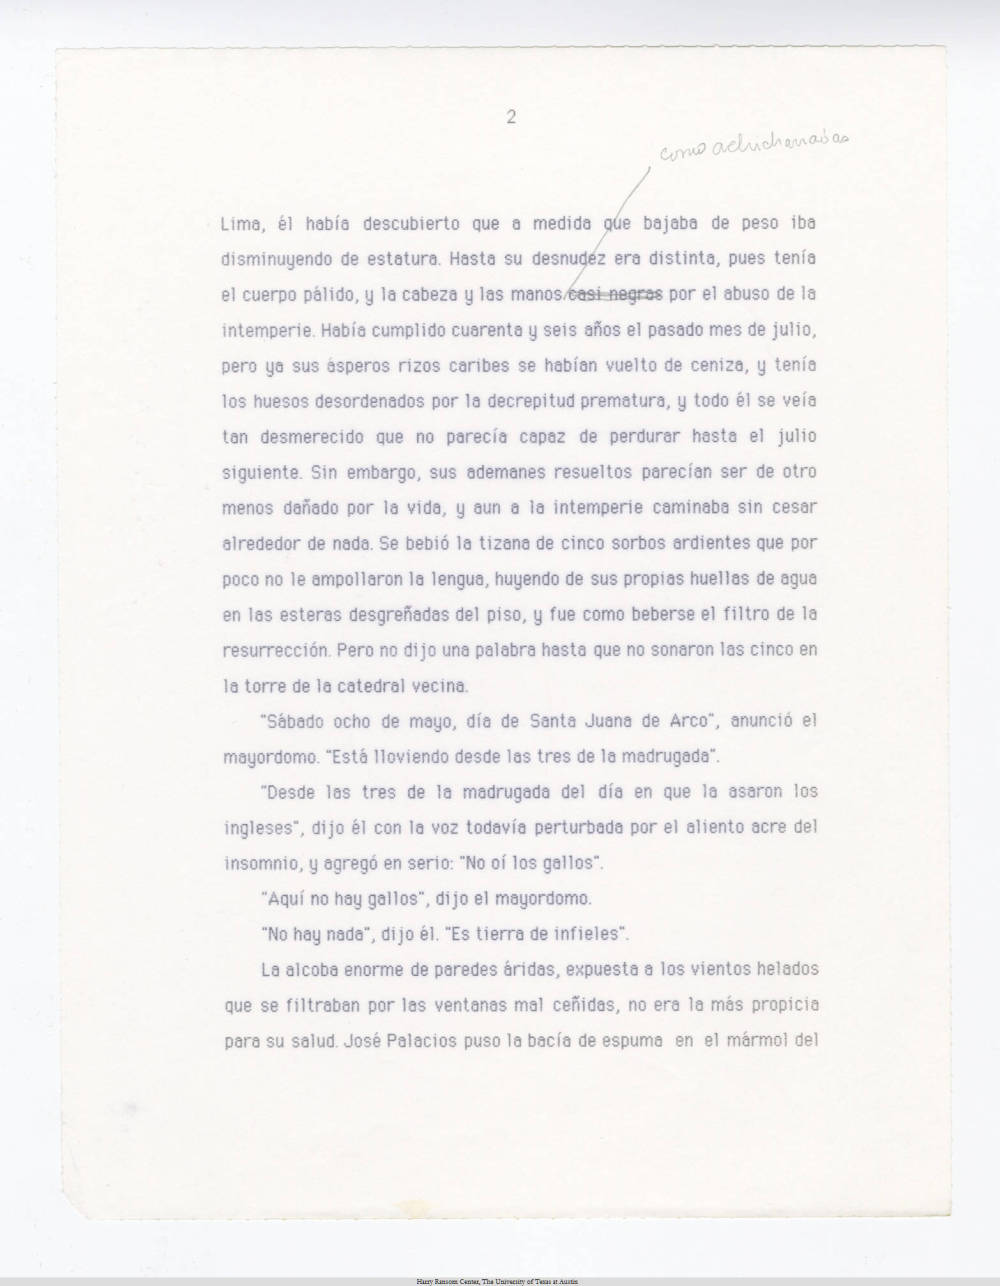 2
como achicharradas
Lima, él había descubierto que a medida que bajaba de peso iba
disminuyendo de estatura. Hasta su desnudez era distinta, pues tenía
el cuerpo pálido, y la cabeza y las manos casi negras por el abuso de la
intemperie. Había cumplido cuarenta y seis años el pasado mes de julio,
pero ya sus ásperos rizos caribes se habían vuelto de ceniza, y tenía
los huesos desordenados por la decrepitud prematura, y todo él se veía
tan desmerecido que no parecía capaz de perdurar hasta el julio
siguiente. Sin embargo, sus ademanes resueltos parecían ser de otro
menos dañado por la vida, y aun a la intemperie caminaba sin cesar
alrededor de nada. Se bebió la tizana de cinco sorbos ardientes que por
poco no le ampollaron la lengua, huyendo de sus propias huellas de agua
en las esteras desgreñadas del piso, y fue como beberse el filtro de la
resurrección. Pero no dijo una palabra hasta que no sonaron las cinco en
la torre de la catedral vecina.
"Sábado ocho de mayo, día de Santa Juana de Arco", anunció el
mayordomo. "Está lloviendo desde las tres de la madrugada".
"Desde las tres de la madrugada del día en que la asaron los
ingleses", dijo él con la voz todavía perturbada por el aliento acre del
insomnio, y agregó en serio: "No oí los gallos".
"Aquí no hay gallos", dijo el mayordomo.
"No hay nada", dijo él. "Es tierra de infieles".
La alcoba enorme de paredes áridas, expuesta a los vientos helados
que se filtraban por las ventanas mal ceñidas, no era la más propicia
para su salud. José Palacios puso la bacía de espuma en el mármol del
Harry Ransom Center, The University of Texas at Austin